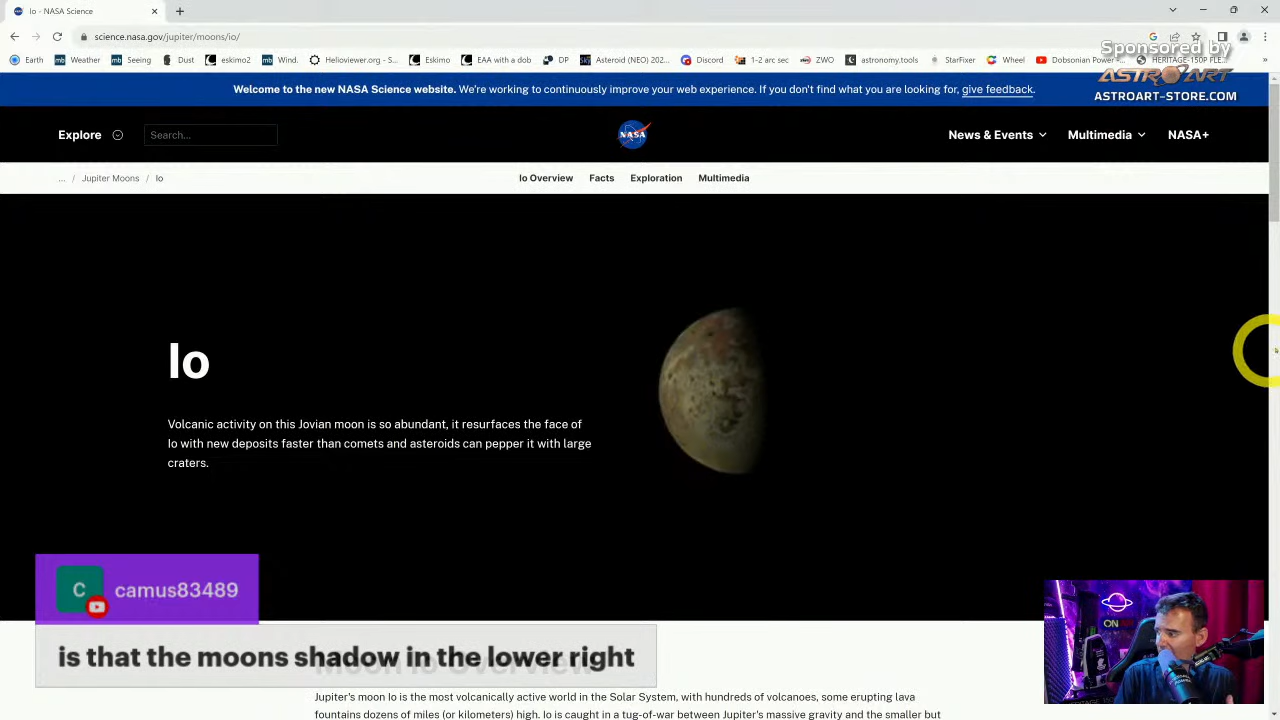 Io - NASA Science
Sponsored by
science.nasa.gov/jupiter/moons/io/
Earth
Weather
Seeing
Dust
eskimo2
Wind.
Helioviewer.org - S...
Eskimo
EAA with a dob
DP
Asteroid (NEO) 202...
Discord
1-2 arc
ZWO
astronomy.tools
StarFixer
Wheel
Dobsonian Power -...
HERITAGE-150P FLE...
ASTROART
ASTROART-STORE.COM
Welcome to the new NASA Science website. We're working to continuously improve your web experience. If you don't find what you are looking for, give feedback.
Explore
Search...
NASA
News & Events
Multimedia
NASA+
... / Jupiter Moons / Io
Io Overview
Facts
Exploration
Multimedia
Io
Volcanic activity on this Jovian moon is so abundant, it resurfaces the face of
Io with new deposits faster than comets and asteroids can pepper it with large
craters.
C
camus83489
ON
is that the moons shadow in the lower right
Jupiter's moon Io is the most volcanically active world in the Solar System, with hundreds of volcanoes, some erupting lava
fountains dozens of miles (or kilometers) high. Io is caught in a tug-of-war between Jupiter's massive gravity and the smaller but